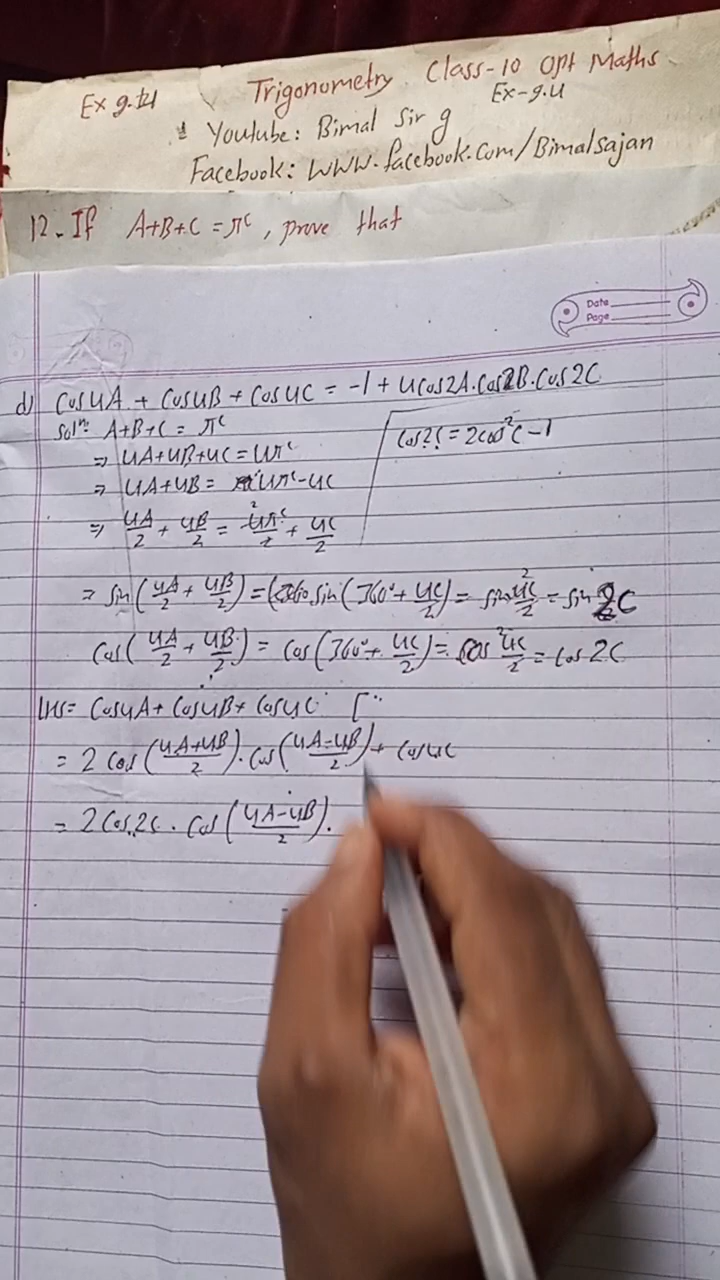 Ex 9.4
Trigonometry Class-10 Opt Maths
Ex-9.4
Youtube: Bimal Sir g
Facebook: WWW.facebook.Com/Bimalsajan
12. If A+B+C = πᶜ, prove that
Date
Page
d) Cos4A + Cos4B + Cos4C = -1 + 4Cos2A.Cos2B.Cos2C
Solⁿ: A+B+C = πᶜ
⇒ 4A+4B+4C = 4πᶜ
Cos2C = 2cos²C - 1
⇒ 4A+4B = 4πᶜ-4C
⇒ 4A/2 + 4B/2 = 4πᶜ/2 + 4C/2
⇒ Sin(4A/2 + 4B/2) = Sin(360° + 4C/2) = Sin 4C/2 = Sin 2C
Cos(4A/2 + 4B/2) = Cos(360° + 4C/2) = Cos 4C/2 = Cos 2C
LHS = Cos4A + Cos4B + Cos4C [∵
= 2 Cos((4A+4B)/2).Cos((4A-4B)/2) + Cos4C
= 2Cos2C . Cos((4A-4B)/2).